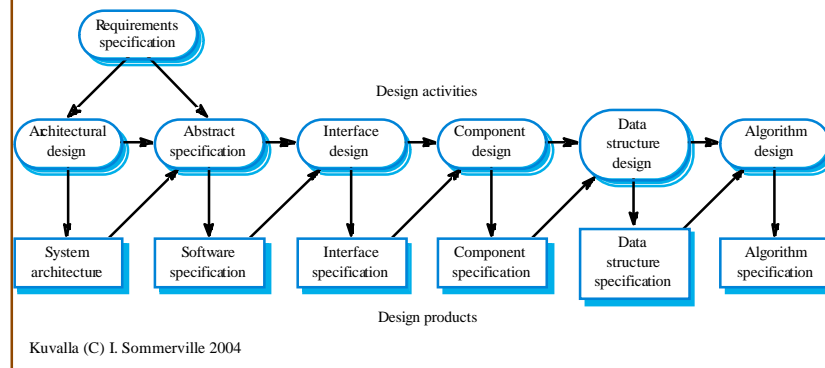 Requirements
specification
Design activities
Architectural
design
Abstract
specification
Interface
design
Component
design
Data
structure
design
Algorithm
design
System
architecture
Software
specification
Interface
specification
Component
specification
Data
structure
specification
Algorithm
specification
Design products
Kuvalla (C) I. Sommerville 2004